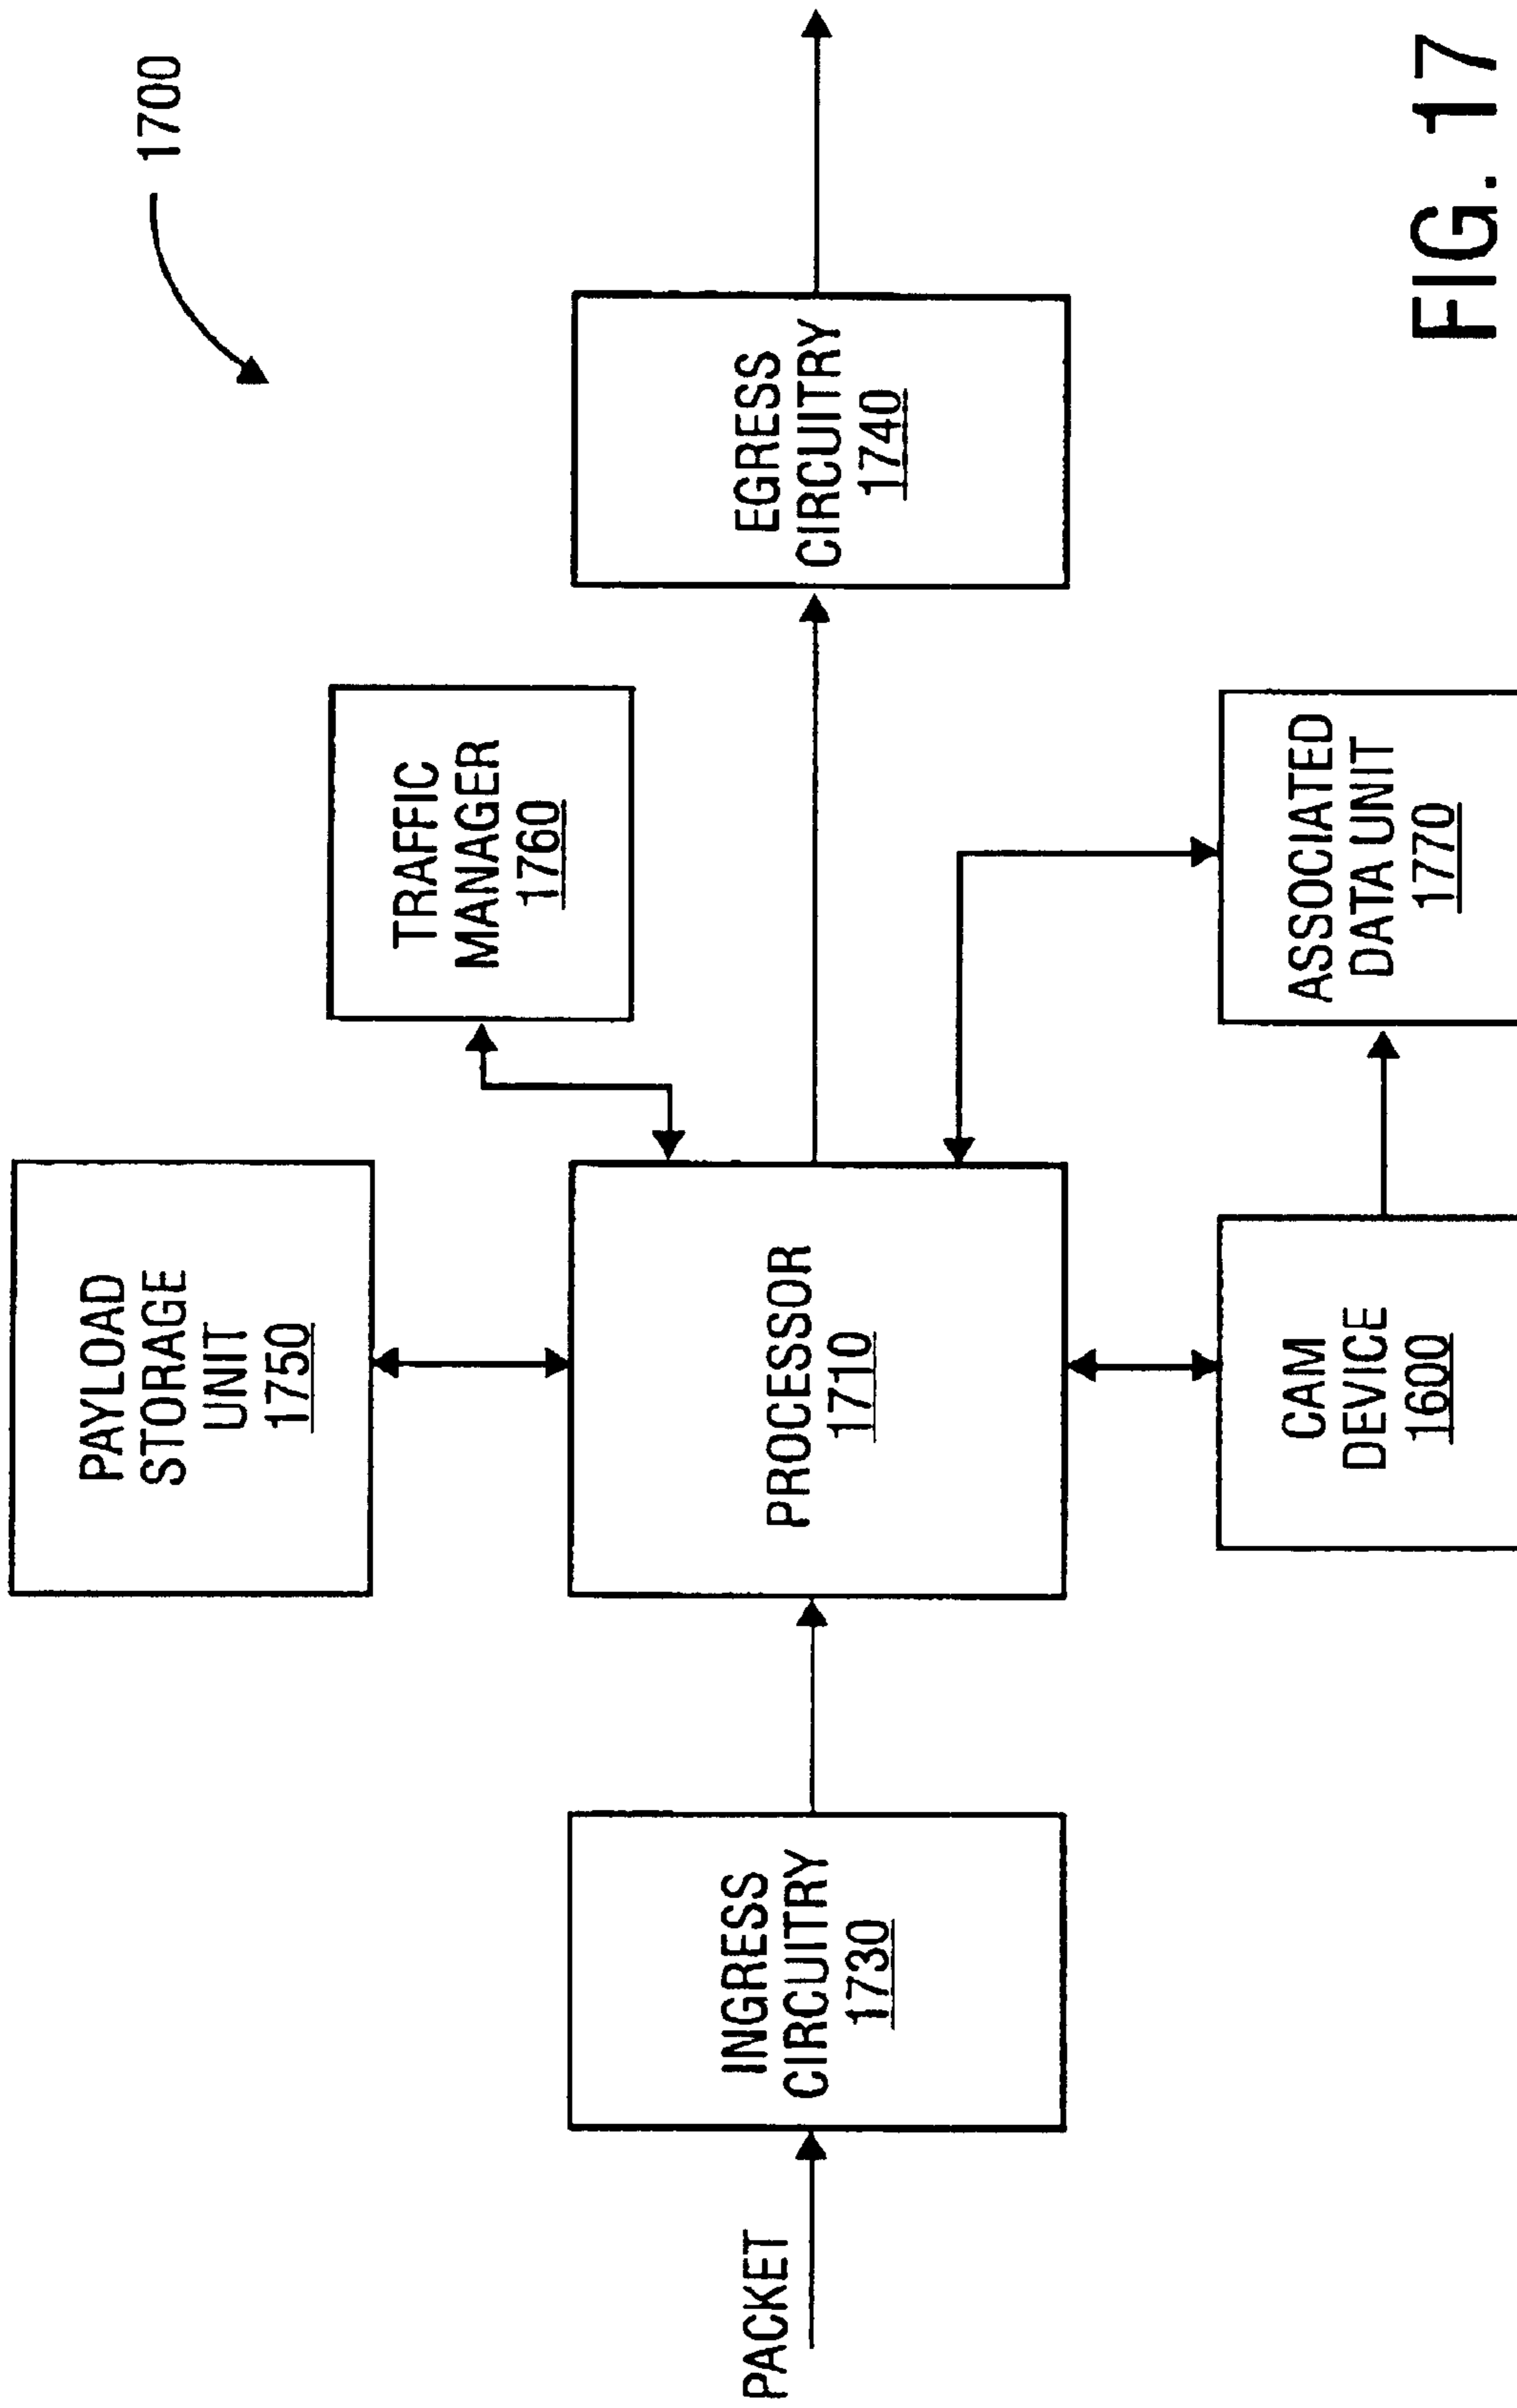 1700
PAYLOAD
STORAGE
UNIT
1750
TRAFFIC
MANAGER
1760
PACKET
INGRESS
CIRCUITRY
1730
PROCESSOR
1710
EGRESS
CIRCUITRY
1740
CAM
DEVICE
1600
ASSOCIATED
DATA UNIT
1770
FIG. 17